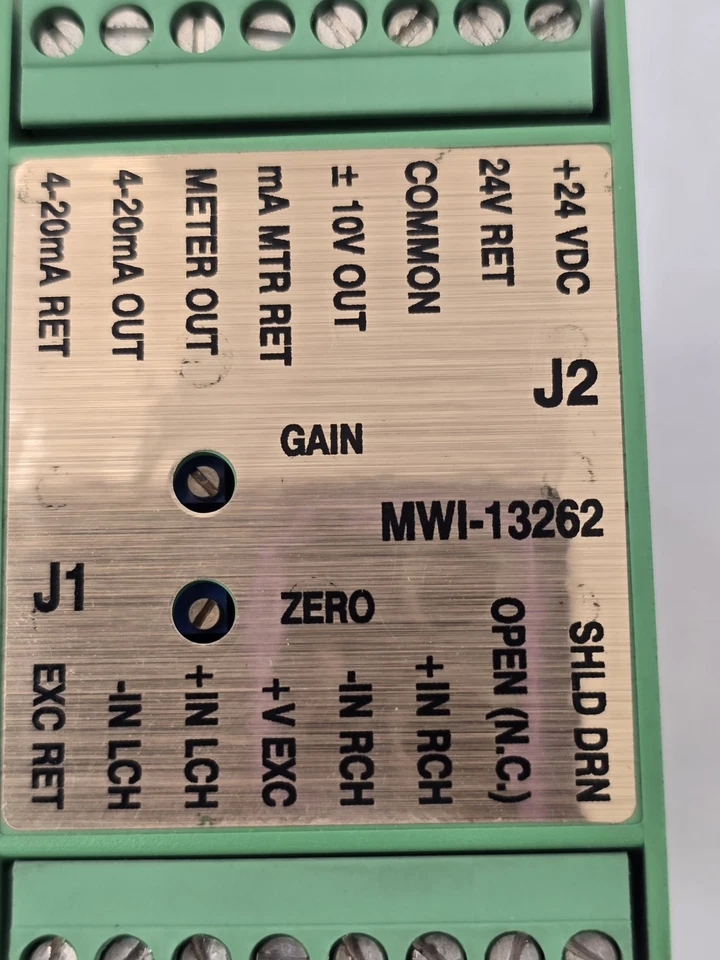 4-20mA RET
4-20mA OUT
METER OUT
mA MTR RET
± 10V OUT
COMMON
24V RET
+24 VDC
J2
GAIN
MWI-13262
J1
ZERO
EXC RET
-IN LCH
+IN LCH
+V EXC
-IN RCH
+IN RCH
OPEN (N.C.)
SHLD DRN